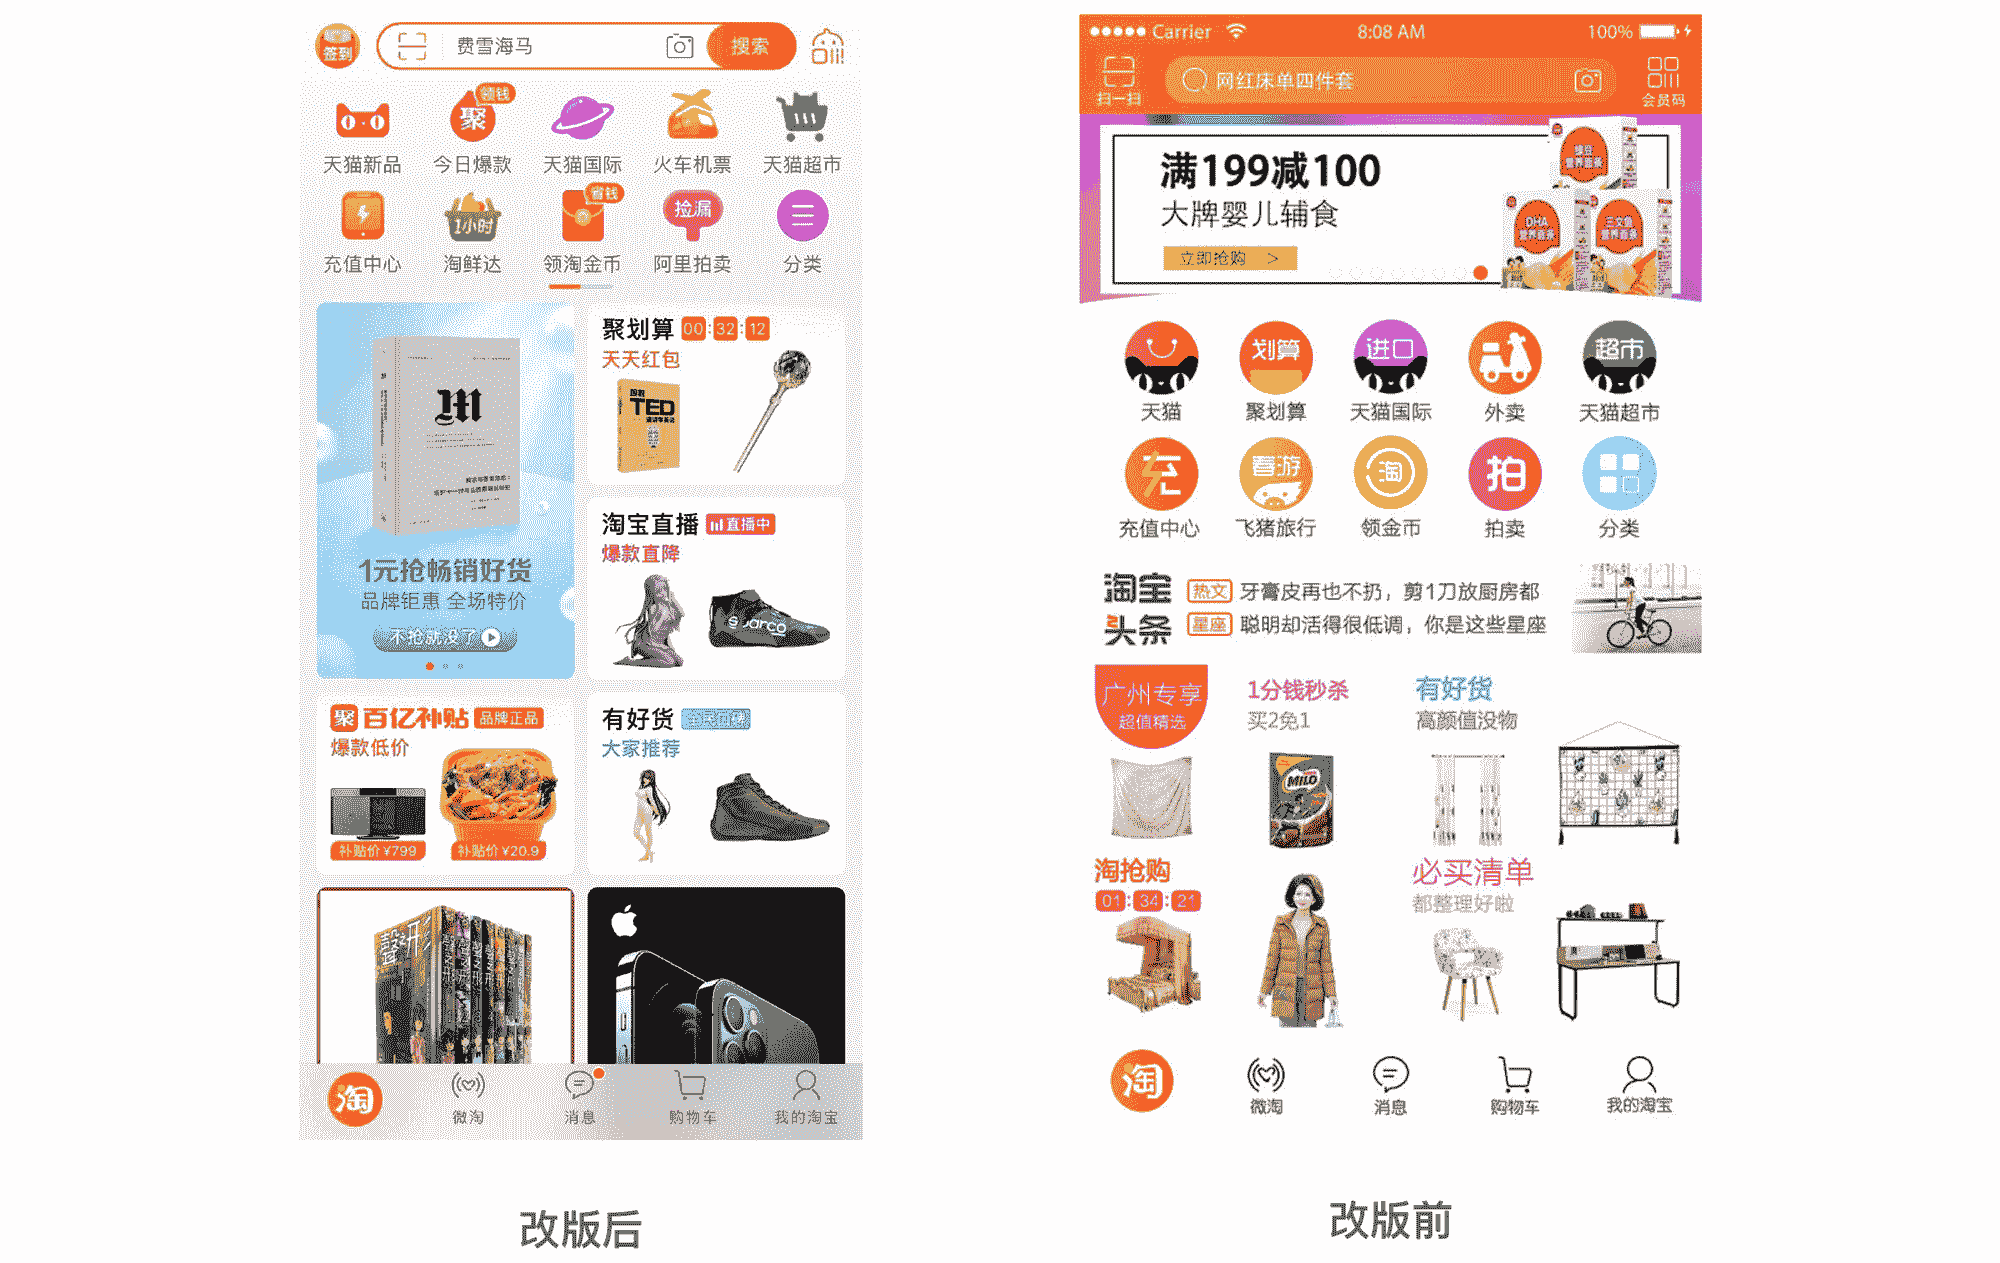 签到
费雪海马
搜索
领钱
聚
天猫新品
今日爆款
天猫国际
火车机票
天猫超市
1小时
省钱
捡漏
充值中心
淘鲜达
领淘金币
阿里拍卖
分类
1元抢畅销好货
品牌钜惠 全场特价
不抢就没了
聚划算 00:32:12
天天红包
TED
淘宝直播 直播中
爆款直降
sparco
聚 百亿补贴 品牌正品
爆款低价
补贴价 ¥799
补贴价 ¥20.9
有好货
大家推荐
淘
微淘
消息
购物车
我的淘宝
改版后
Carrier
8:08 AM
100%
扫一扫
网红床单四件套
会员码
满199减100
大牌婴儿辅食
立即抢购 >
DHA
营养面条
划算
进口
超市
天猫
聚划算
天猫国际
外卖
天猫超市
充
淘
拍
充值中心
飞猪旅行
领金币
拍卖
分类
淘宝
头条
热文 牙膏皮再也不扔，剪1刀放厨房都
星座 聪明却活得很低调，你是这些星座
广州专享
超值精选
1分钱秒杀
买2免1
有好货
高颜值没物
MILO
淘抢购
01:34:21
必买清单
都整理好啦
淘
微淘
消息
购物车
我的淘宝
改版前